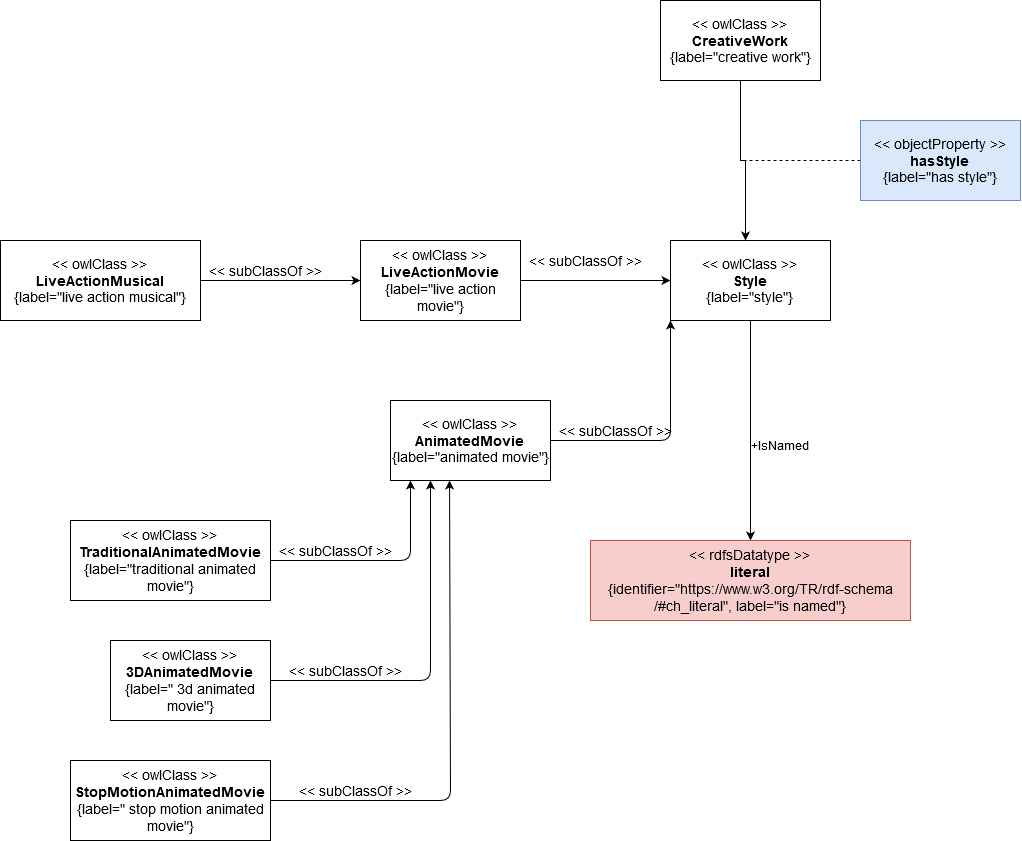 << owlClass >>
CreativeWork
{label="creative work"}
<< objectProperty >>
hasStyle
{label="has style"}
<< owlClass >>
LiveActionMusical
{label="live action musical"}
<< subClassOf >>
<< owlClass >>
LiveActionMovie
{label="live action
movie"}
<< subClassOf >>
<< owlClass >>
Style
{label="style"}
<< owlClass >>
AnimatedMovie
{label="animated movie"}
<< subClassOf >>
+IsNamed
<< owlClass >>
TraditionalAnimatedMovie
{label="traditional animated
movie"}
<< subClassOf >>
<< rdfsDatatype >>
literal
{identifier="https://www.w3.org/TR/rdf-schema
/#ch_literal", label="is named"}
<< owlClass >>
3DAnimatedMovie
{label=" 3d animated
movie"}
<< subClassOf >>
<< owlClass >>
StopMotionAnimatedMovie
{label=" stop motion animated
movie"}
<< subClassOf >>